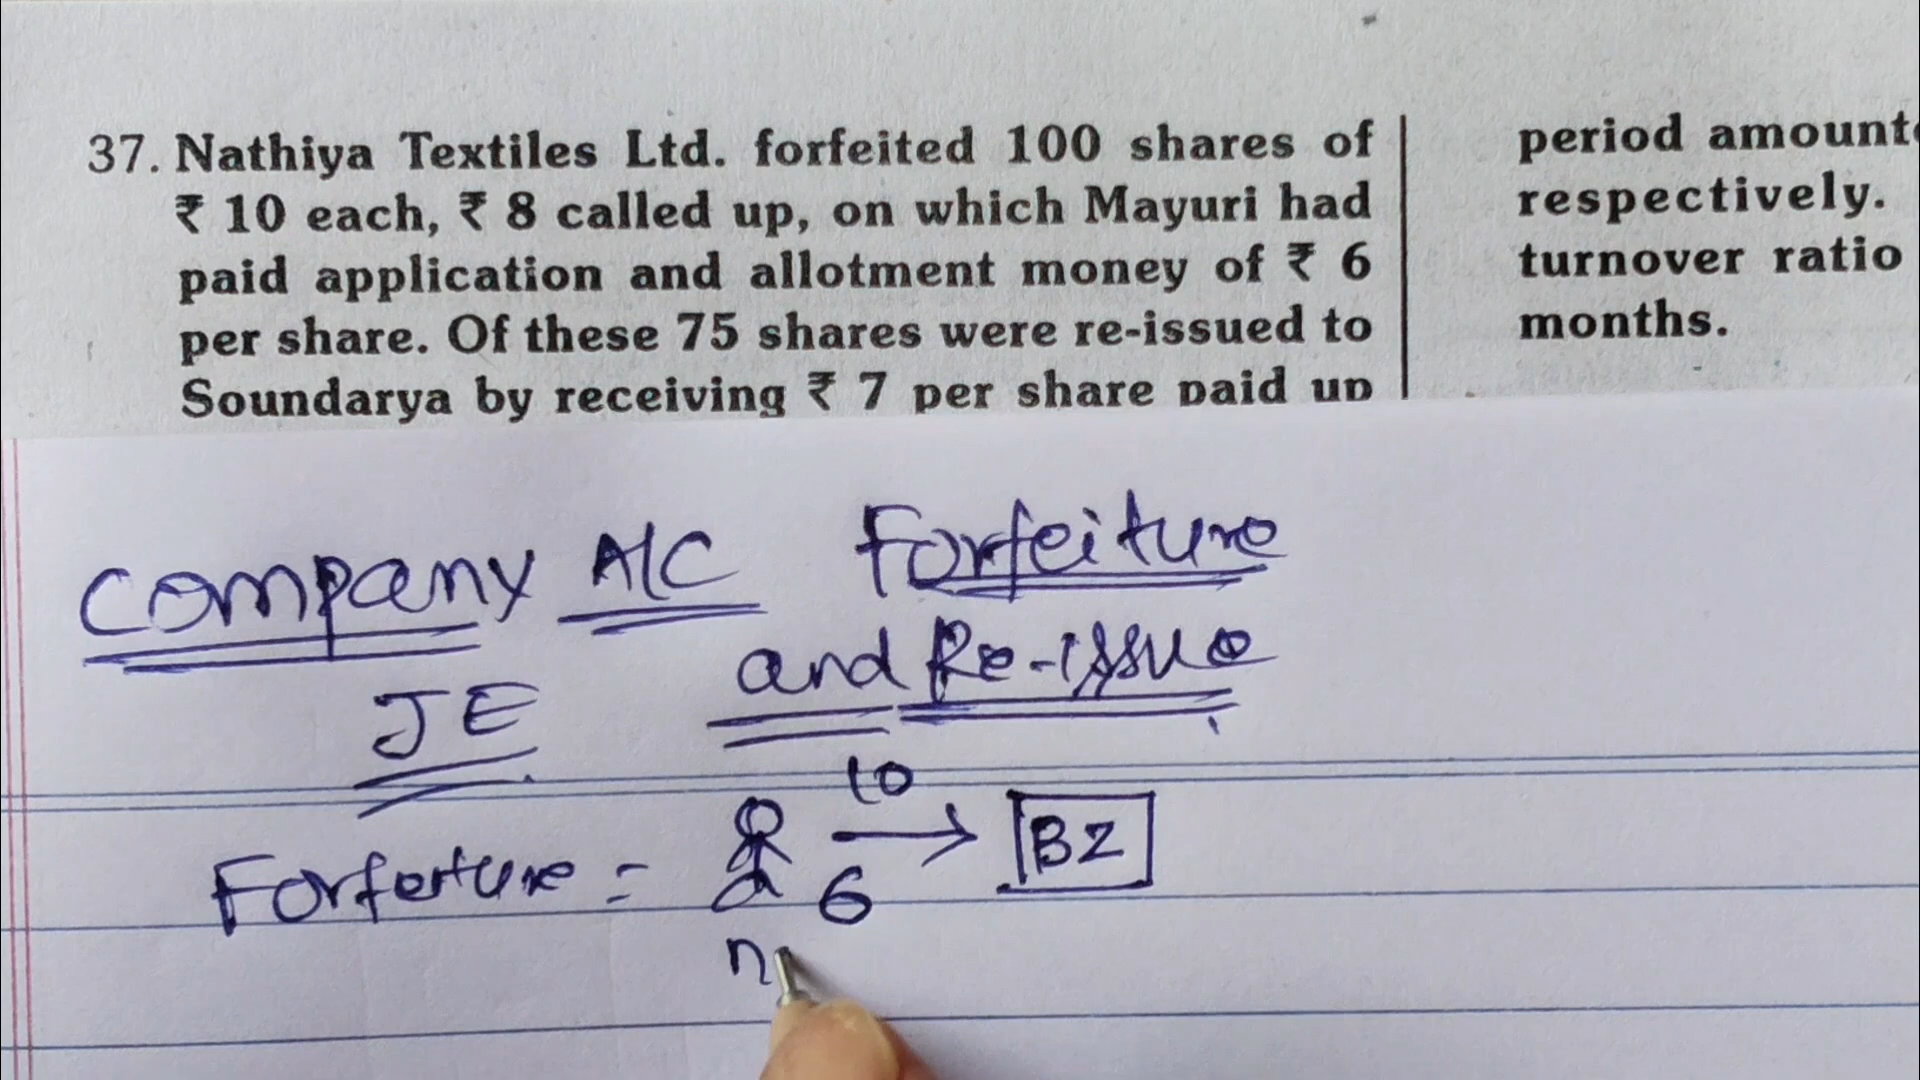 37. Nathiya Textiles Ltd. forfeited 100 shares of
₹ 10 each, ₹ 8 called up, on which Mayuri had
paid application and allotment money of ₹ 6
per share. Of these 75 shares were re-issued to
Soundarya by receiving ₹ 7 per share paid up
period amount
respectively.
turnover ratio
months.
Company A/C Forfeiture
and Re-issue
JE
10
Forferture = BZ
6
n